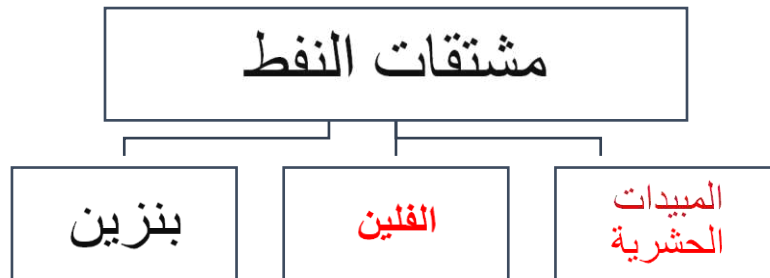 مشتقات النفط
المبيدات
الحشرية
الفلين
بنزين